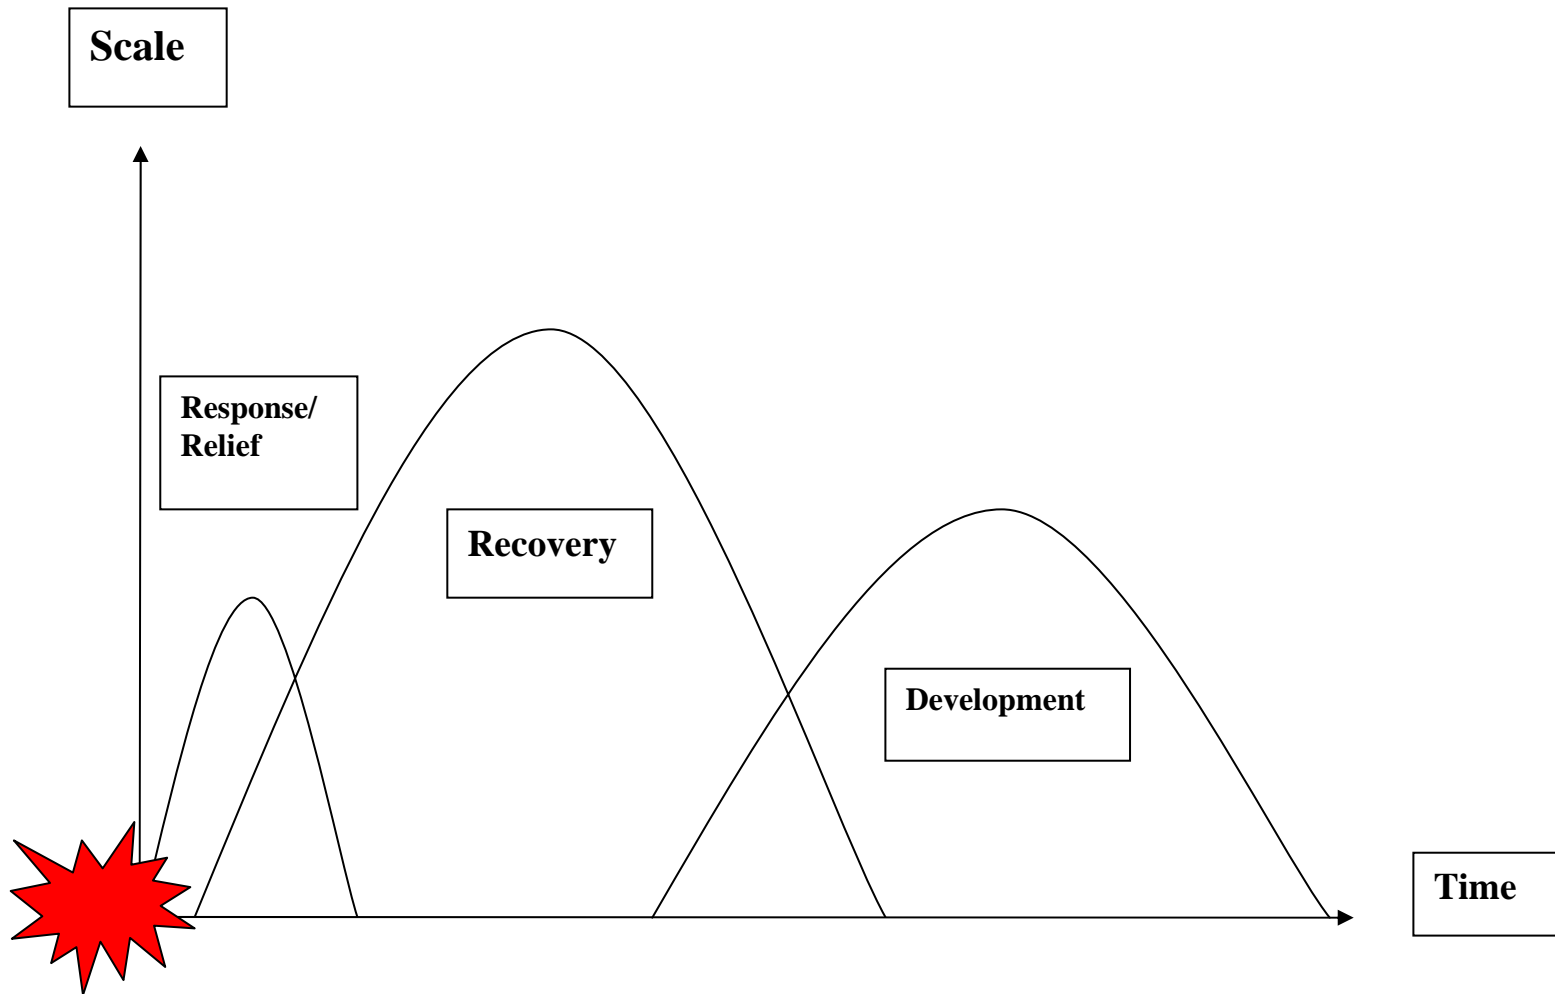 Scale
Response/
Relief
Recovery
Development
Time